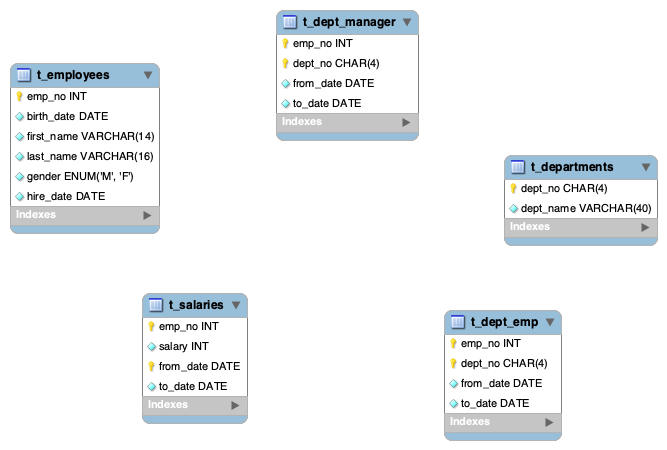 t_dept_manager
emp_no INT
dept_no CHAR(4)
from_date DATE
to_date DATE
Indexes
t_employees
emp_no INT
birth_date DATE
first_name VARCHAR(14)
last_name VARCHAR(16)
gender ENUM('M', 'F')
hire_date DATE
Indexes
t_departments
dept_no CHAR(4)
dept_name VARCHAR(40)
Indexes
t_salaries
emp_no INT
salary INT
from_date DATE
to_date DATE
Indexes
t_dept_emp
emp_no INT
dept_no CHAR(4)
from_date DATE
to_date DATE
Indexes